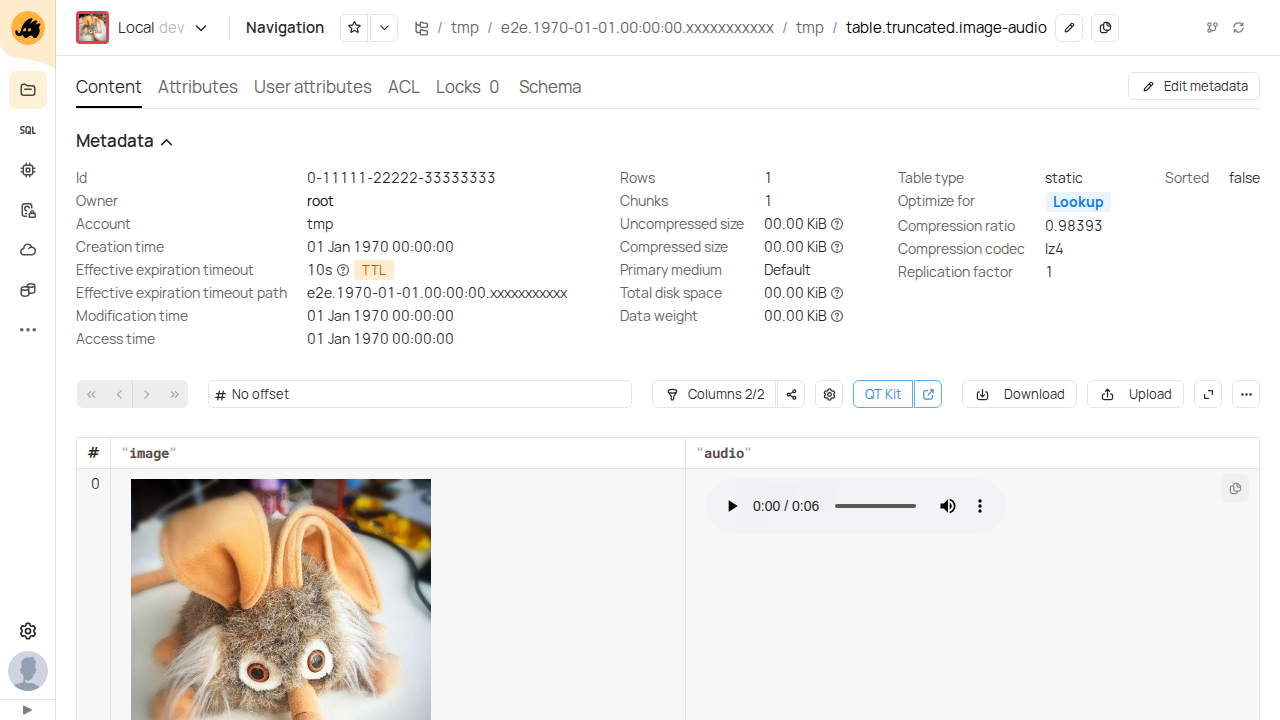 Local dev Navigation / tmp / e2e.1970-01-01.00:00:00.xxxxxxxxxxx / tmp / table.truncated.image-audio
SQL
Content Attributes User attributes ACL Locks 0 Schema Edit metadata
Metadata
Id 0-11111-22222-33333333
Owner root
Account tmp
Creation time 01 Jan 1970 00:00:00
Effective expiration timeout 10s TTL
Effective expiration timeout path e2e.1970-01-01.00:00:00.xxxxxxxxxxx
Modification time 01 Jan 1970 00:00:00
Access time 01 Jan 1970 00:00:00
Rows 1
Chunks 1
Uncompressed size 00.00 KiB
Compressed size 00.00 KiB
Primary medium Default
Total disk space 00.00 KiB
Data weight 00.00 KiB
Table type static
Optimize for Lookup
Compression ratio 0.98393
Compression codec lz4
Replication factor 1
Sorted false
# No offset Columns 2/2 QT Kit Download Upload
# "image" "audio"
0 0:00 / 0:06